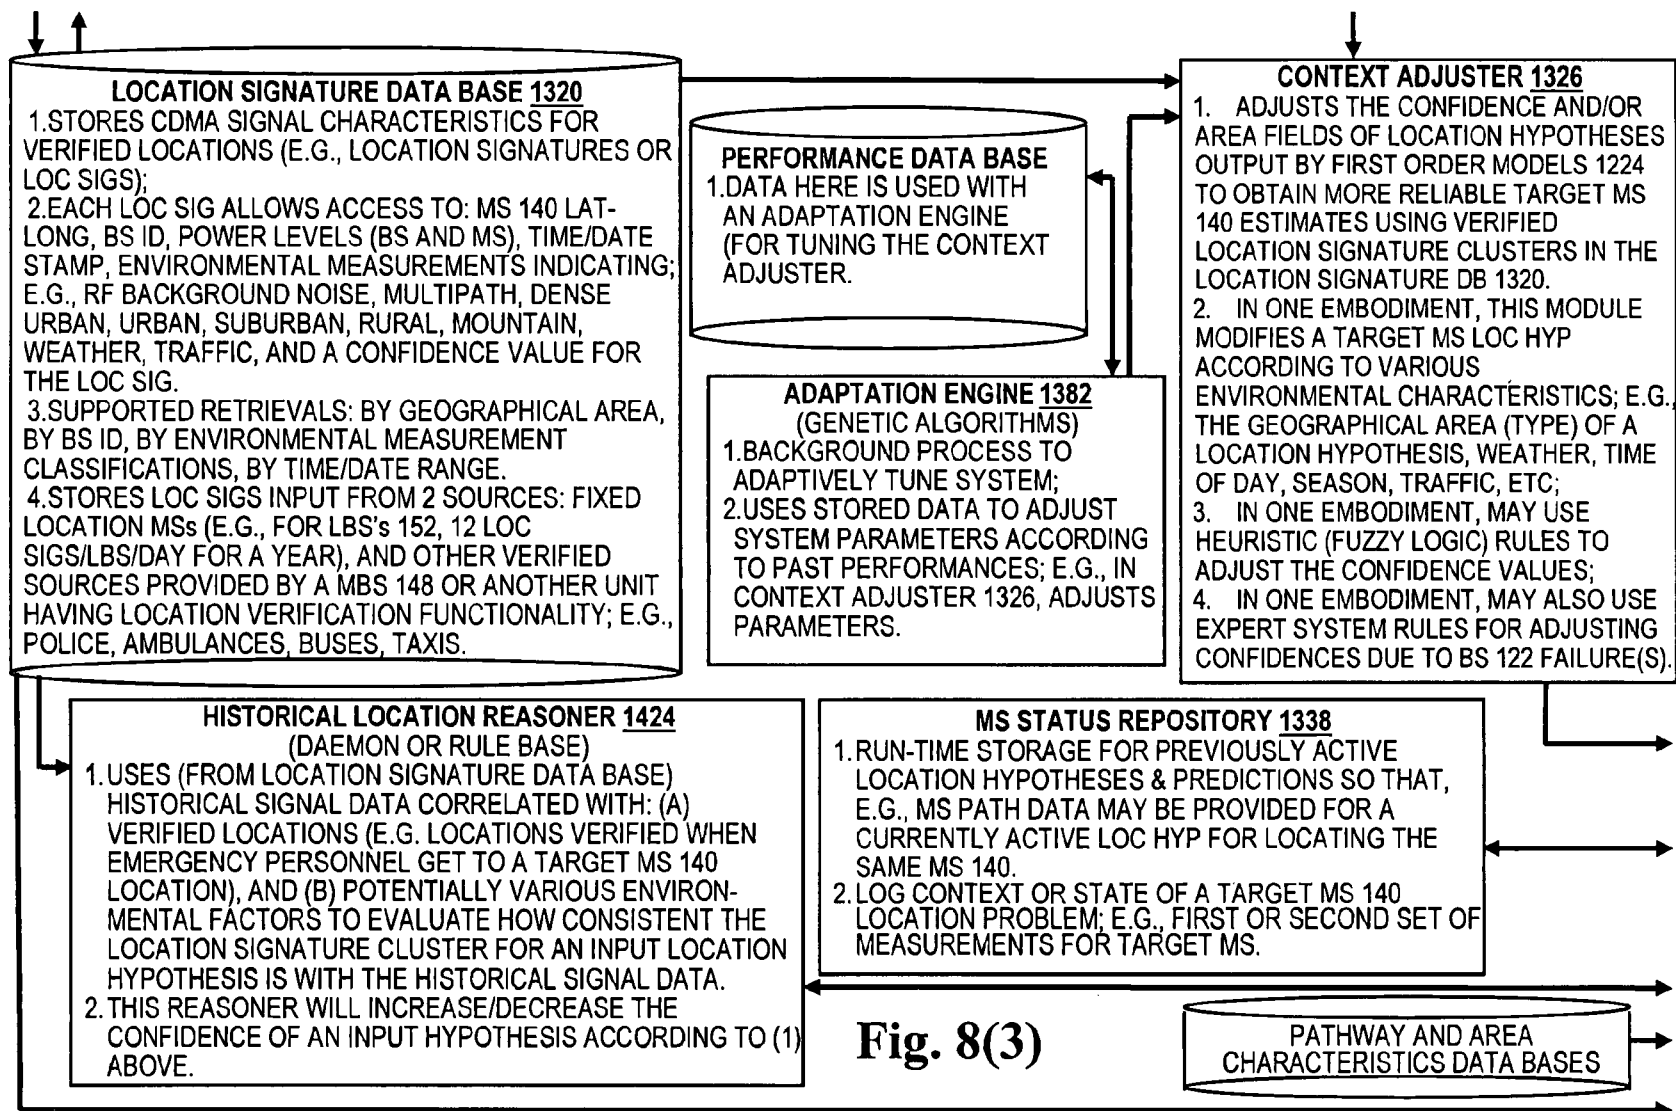 LOCATION SIGNATURE DATA BASE 1320
1.STORES CDMA SIGNAL CHARACTERISTICS FOR
VERIFIED LOCATIONS (E.G., LOCATION SIGNATURES OR
LOC SIGS);
2.EACH LOC SIG ALLOWS ACCESS TO: MS 140 LAT-
LONG, BS ID, POWER LEVELS (BS AND MS), TIME/DATE
STAMP, ENVIRONMENTAL MEASUREMENTS INDICATING;
E.G., RF BACKGROUND NOISE, MULTIPATH, DENSE
URBAN, URBAN, SUBURBAN, RURAL, MOUNTAIN,
WEATHER, TRAFFIC, AND A CONFIDENCE VALUE FOR
THE LOC SIG.
3.SUPPORTED RETRIEVALS: BY GEOGRAPHICAL AREA,
BY BS ID, BY ENVIRONMENTAL MEASUREMENT
CLASSIFICATIONS, BY TIME/DATE RANGE.
4.STORES LOC SIGS INPUT FROM 2 SOURCES: FIXED
LOCATION MSs (E.G., FOR LBS's 152, 12 LOC
SIGS/LBS/DAY FOR A YEAR), AND OTHER VERIFIED
SOURCES PROVIDED BY A MBS 148 OR ANOTHER UNIT
HAVING LOCATION VERIFICATION FUNCTIONALITY; E.G.,
POLICE, AMBULANCES, BUSES, TAXIS.
PERFORMANCE DATA BASE
1.DATA HERE IS USED WITH
AN ADAPTATION ENGINE
(FOR TUNING THE CONTEXT
ADJUSTER.
ADAPTATION ENGINE 1382
(GENETIC ALGORITHMS)
1.BACKGROUND PROCESS TO
ADAPTIVELY TUNE SYSTEM;
2.USES STORED DATA TO ADJUST
SYSTEM PARAMETERS ACCORDING
TO PAST PERFORMANCES; E.G., IN
CONTEXT ADJUSTER 1326, ADJUSTS
PARAMETERS.
CONTEXT ADJUSTER 1326
1. ADJUSTS THE CONFIDENCE AND/OR
AREA FIELDS OF LOCATION HYPOTHESES
OUTPUT BY FIRST ORDER MODELS 1224
TO OBTAIN MORE RELIABLE TARGET MS
140 ESTIMATES USING VERIFIED
LOCATION SIGNATURE CLUSTERS IN THE
LOCATION SIGNATURE DB 1320.
2. IN ONE EMBODIMENT, THIS MODULE
MODIFIES A TARGET MS LOC HYP
ACCORDING TO VARIOUS
ENVIRONMENTAL CHARACTERISTICS; E.G.,
THE GEOGRAPHICAL AREA (TYPE) OF A
LOCATION HYPOTHESIS, WEATHER, TIME
OF DAY, SEASON, TRAFFIC, ETC;
3. IN ONE EMBODIMENT, MAY USE
HEURISTIC (FUZZY LOGIC) RULES TO
ADJUST THE CONFIDENCE VALUES;
4. IN ONE EMBODIMENT, MAY ALSO USE
EXPERT SYSTEM RULES FOR ADJUSTING
CONFIDENCES DUE TO BS 122 FAILURE(S).
HISTORICAL LOCATION REASONER 1424
(DAEMON OR RULE BASE)
1. USES (FROM LOCATION SIGNATURE DATA BASE)
HISTORICAL SIGNAL DATA CORRELATED WITH: (A)
VERIFIED LOCATIONS (E.G. LOCATIONS VERIFIED WHEN
EMERGENCY PERSONNEL GET TO A TARGET MS 140
LOCATION), AND (B) POTENTIALLY VARIOUS ENVIRON-
MENTAL FACTORS TO EVALUATE HOW CONSISTENT THE
LOCATION SIGNATURE CLUSTER FOR AN INPUT LOCATION
HYPOTHESIS IS WITH THE HISTORICAL SIGNAL DATA.
2. THIS REASONER WILL INCREASE/DECREASE THE
CONFIDENCE OF AN INPUT HYPOTHESIS ACCORDING TO (1)
ABOVE.
MS STATUS REPOSITORY 1338
1. RUN-TIME STORAGE FOR PREVIOUSLY ACTIVE
LOCATION HYPOTHESES & PREDICTIONS SO THAT,
E.G., MS PATH DATA MAY BE PROVIDED FOR A
CURRENTLY ACTIVE LOC HYP FOR LOCATING THE
SAME MS 140.
2. LOG CONTEXT OR STATE OF A TARGET MS 140
LOCATION PROBLEM; E.G., FIRST OR SECOND SET OF
MEASUREMENTS FOR TARGET MS.
Fig. 8(3)
PATHWAY AND AREA
CHARACTERISTICS DATA BASES